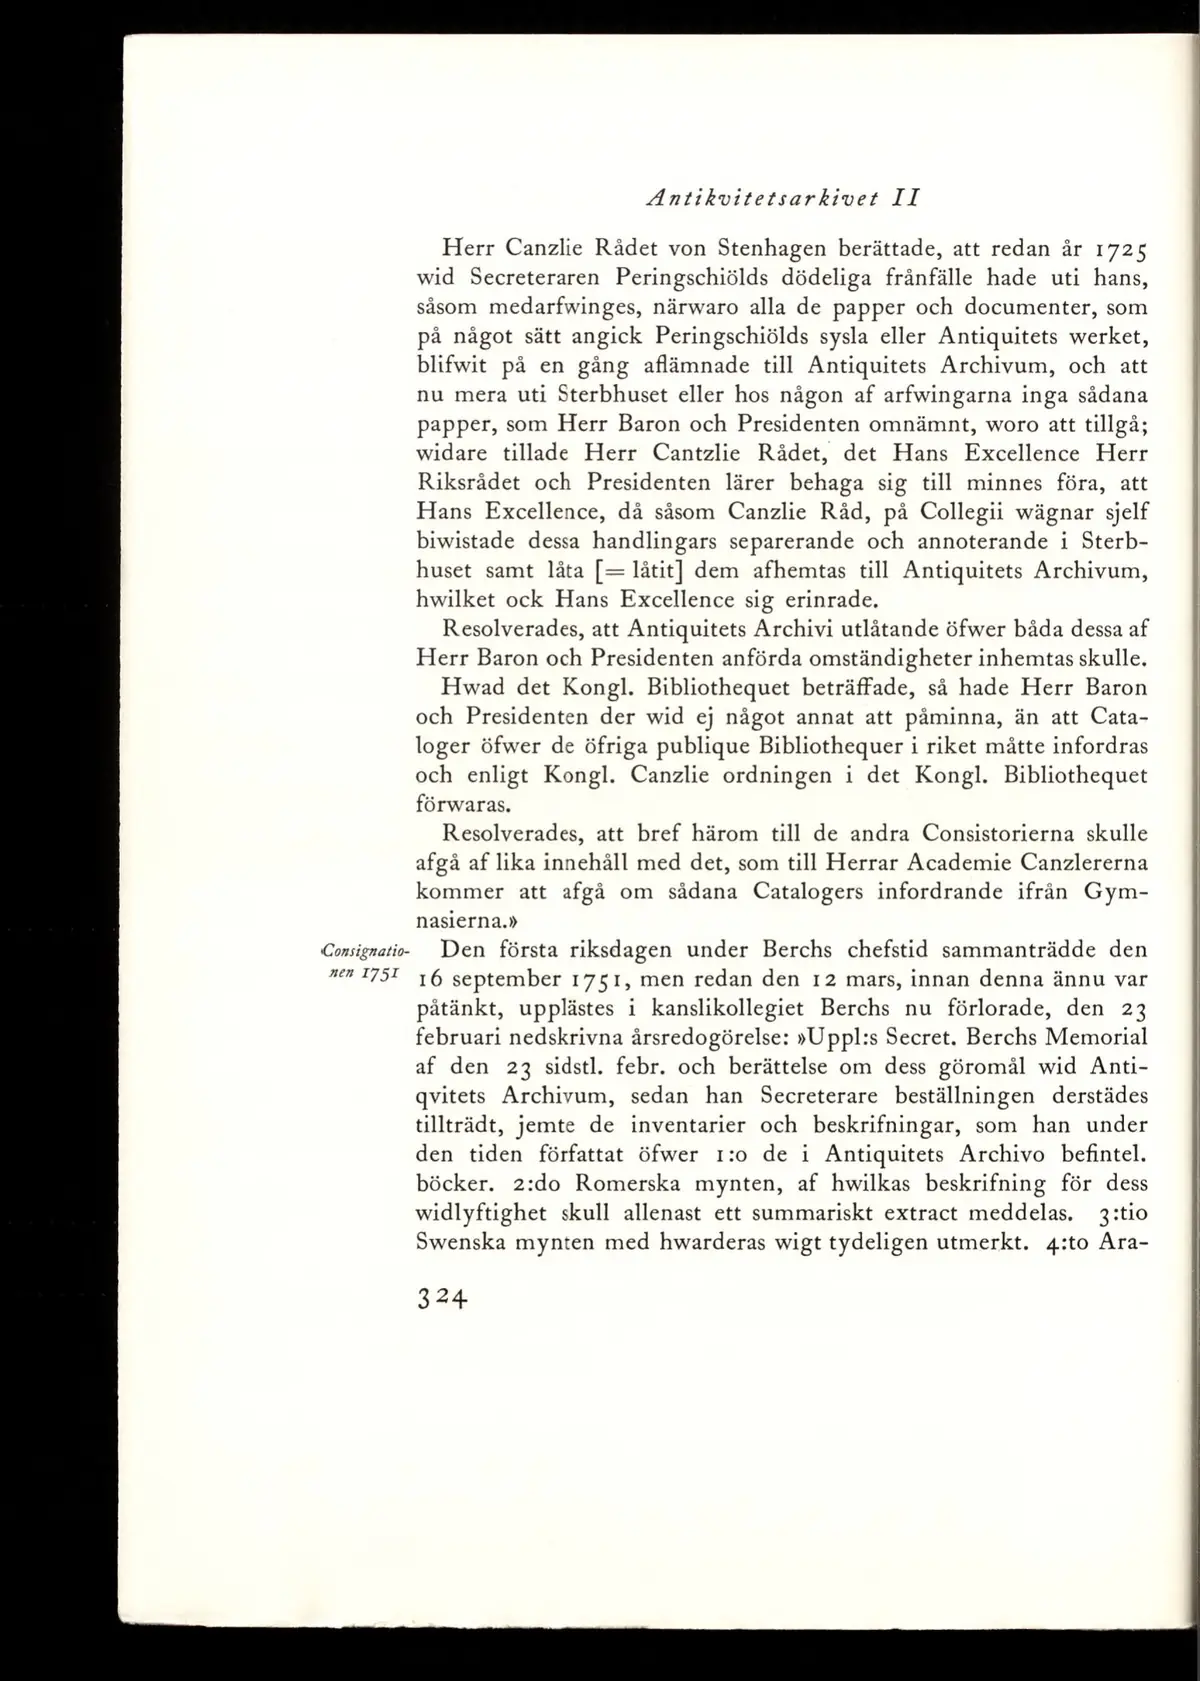 Antikvitetsarkivet II
Herr Canzlie Rådet von Stenhagen berättade, att redan år 1725
wid Secreteraren Peringschiölds dödeliga frånfälle hade uti hans,
såsom medarfwinges, närwaro alla de papper och documenter, som
på något sätt angick Peringschiölds sysla eller Antiquitets werket,
blifwit på en gång aflämnade till Antiquitets Archivum, och att
nu mera uti Sterbhuset eller hos någon af arfwingarna inga sådana
papper, som Herr Baron och Presidenten omnämnt, woro att tillgå;
widare tillade Herr Cantzlie Rådet, det Hans Excellence Herr
Riksrådet och Presidenten lärer behaga sig till minnes föra, att
Hans Excellence, då såsom Canzlie Råd, på Collegii wägnar sjelf
biwistade dessa handlingars separerande och annoterande i Sterb-
huset samt låta [= låtit] dem afhemtas till Antiquitets Archivum,
hwilket ock Hans Excellence sig erinrade.
Resolverades, att Antiquitets Archivi utlåtande öfwer båda dessa af
Herr Baron och Presidenten anförda omständigheter inhemtas skulle.
Hwad det Kongl. Bibliothequet beträffade, så hade Herr Baron
och Presidenten der wid ej något annat att påminna, än att Cata-
loger öfwer de öfriga publique Bibliothequer i riket måtte infordras
och enligt Kongl. Canzlie ordningen i det Kongl. Bibliothequet
förwaras.
Resolverades, att bref härom till de andra Consistorierna skulle
afgå af lika innehåll med det, som till Herrar Academie Canzlererna
kommer att afgå om sådana Catalogers infordrande ifrån Gym-
nasierna.»
Consignatio-
nen 1751
Den första riksdagen under Berchs chefstid sammanträdde den
16 september 1751, men redan den 12 mars, innan denna ännu var
påtänkt, upplästes i kanslikollegiet Berchs nu förlorade, den 23
februari nedskrivna årsredogörelse: »Uppl:s Secret. Berchs Memorial
af den 23 sidstl. febr. och berättelse om dess göromål wid Anti-
qvitets Archivum, sedan han Secreterare beställningen derstädes
tillträdt, jemte de inventarier och beskrifningar, som han under
den tiden författat öfwer 1:o de i Antiquitets Archivo befintel.
böcker. 2:do Romerska mynten, af hwilkas beskrifning för dess
widlyftighet skull allenast ett summariskt extract meddelas. 3:tio
Swenska mynten med hwarderas wigt tydeligen utmerkt. 4:to Ara-
324